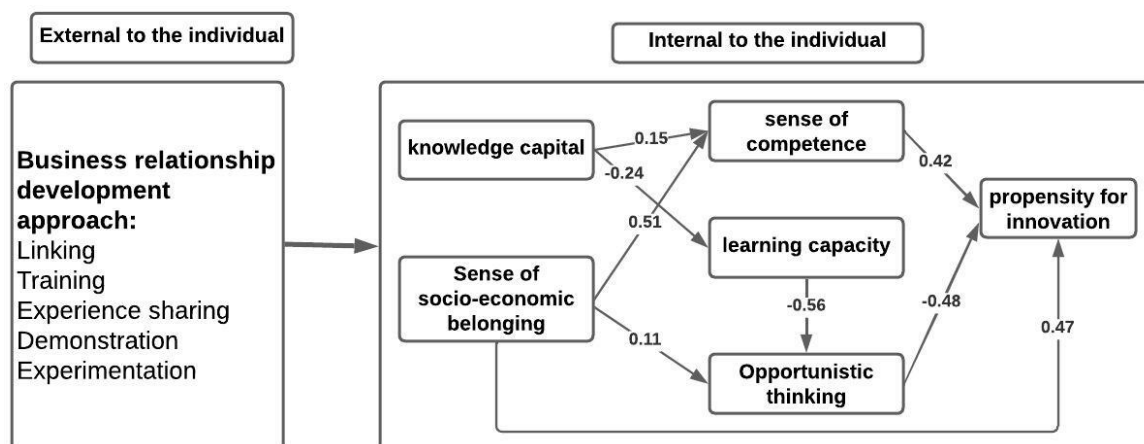 External to the individual
Internal to the individual
Business relationship
development
approach:
Linking
Training
Experience sharing
Demonstration
Experimentation
knowledge capital
Sense of
socio-economic
belonging
0.15
-0.24
0.51
0.11
sense of
competence
learning capacity
-0.56
Opportunistic
thinking
0.42
-0.48
0.47
propensity for
innovation